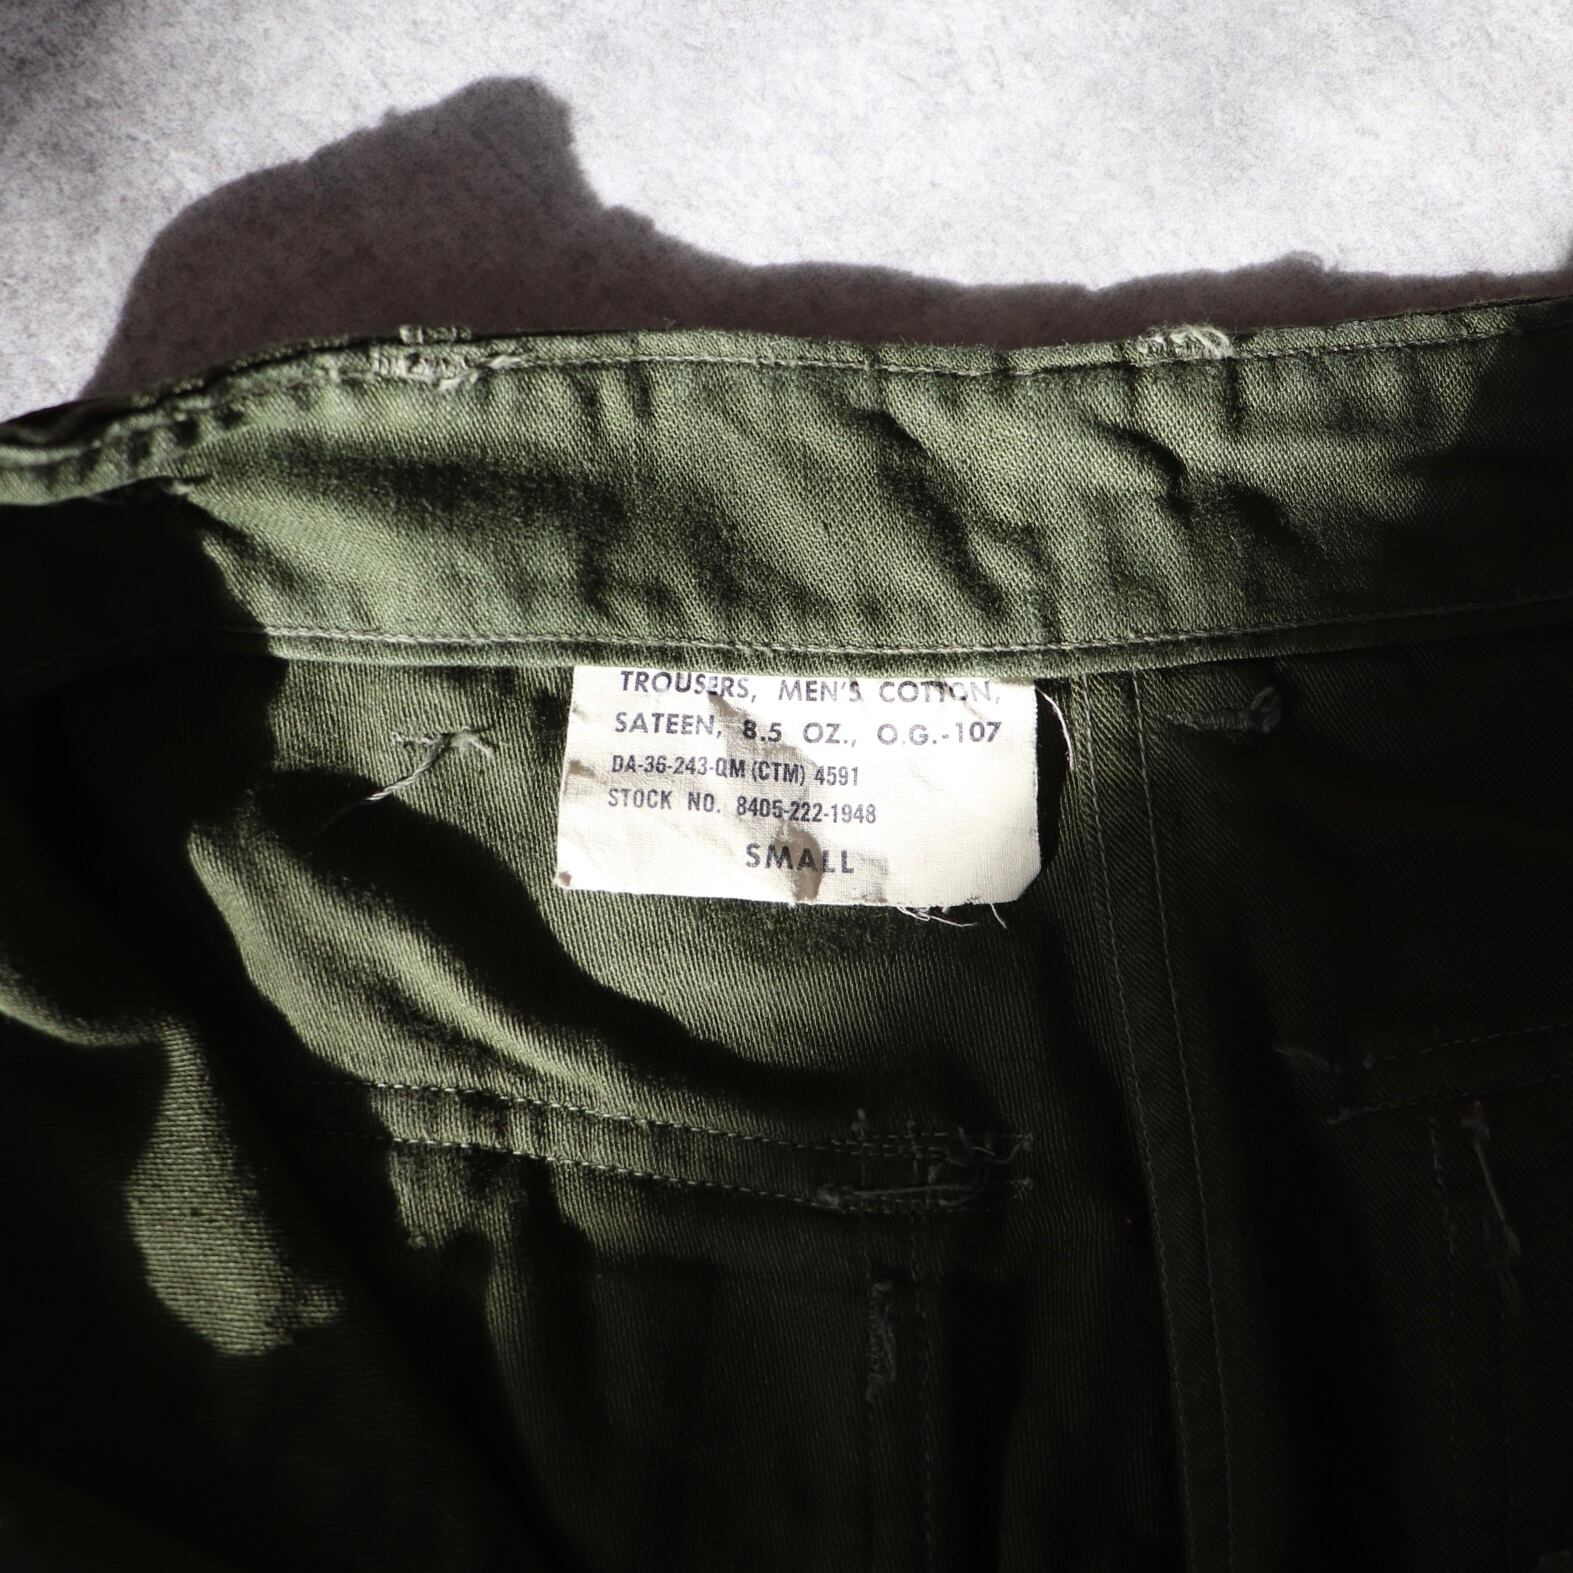 TROUSERS, MEN'S COTTON,
SATEEN, 8.5 OZ., O.G.-107
DA-36-243-QM (CTM) 4591
STOCK NO. 8405-222-1948
SMALL